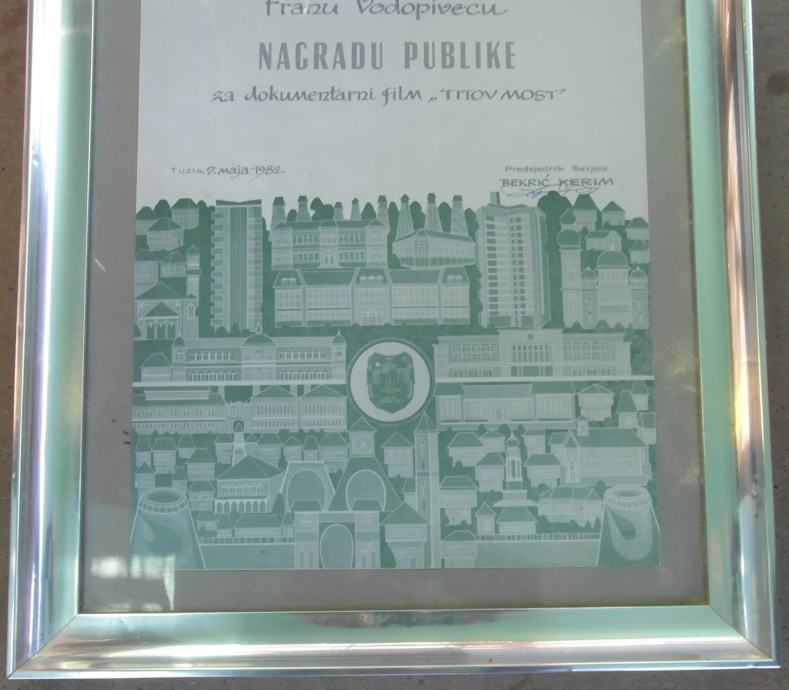 Franu Vodopivecu
NAGRADU PUBLIKE
za dokumentarni film „TITOV MOST”
Tuzla, 7. maja 1982.
Predsjednik Savjeta
BEKRIĆ KERIM